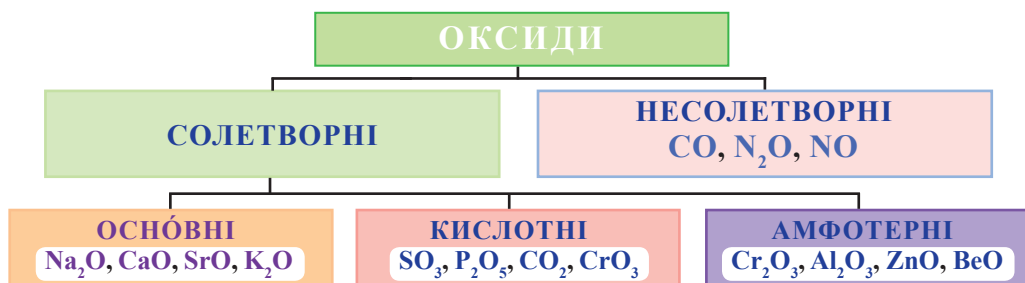 ОКСИДИ
СОЛЕТВОРНІ
НЕСОЛЕТВОРНІ
CO, N₂O, NO
ОСНО́ВНІ
Na₂O, CaO, SrO, K₂O
КИСЛОТНІ
SO₃, P₂O₅, CO₂, CrO₃
АМФОТЕРНІ
Cr₂O₃, Al₂O₃, ZnO, BeO